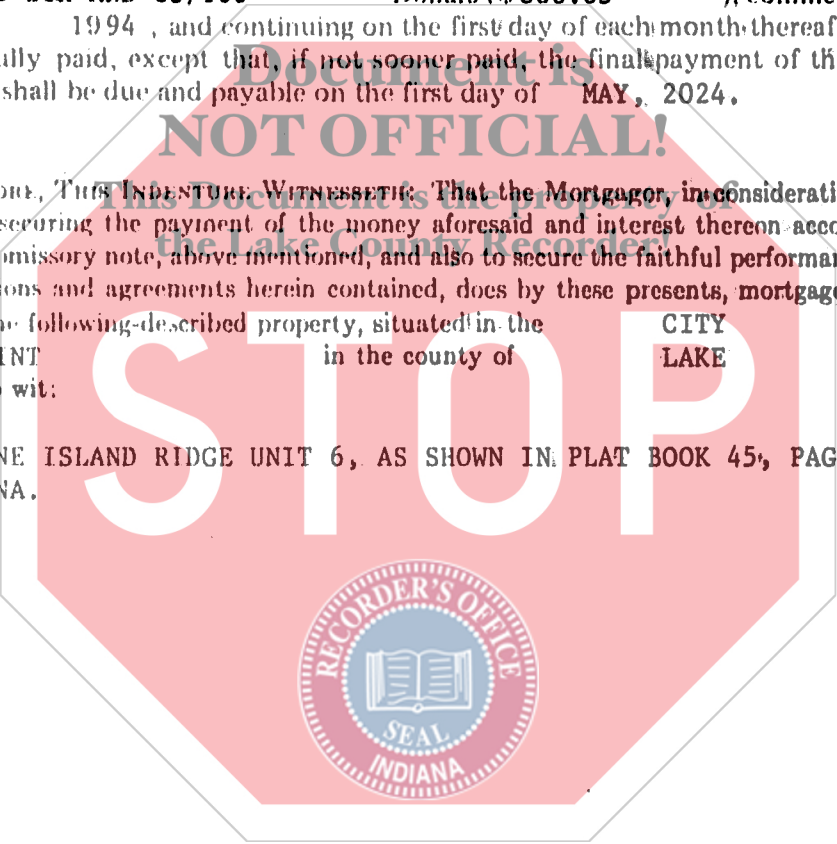 1994 , and continuing on the first day of each month thereaf
ully paid, except that, if not sooner paid, the final payment of th
Document is
shall be due and payable on the first day of MAY, 2024.
NOT OFFICIAL!
ORE, THIS INDENTURE WITNESSETH: That the Mortgagor, in considerati
This Document is the property of
securing the payment of the money aforesaid and interest thereon acco
the Lake County Recorder!
omissory note, above mentioned, and also to secure the faithful performa
ons and agreements herein contained, does by these presents, mortgag
following-described property, situated in the CITY
INT in the county of LAKE
wit:
STOP
NE ISLAND RIDGE UNIT 6, AS SHOWN IN PLAT BOOK 45, PAG
NA.
RECORDER'S OFFICE
SEAL
INDIANA